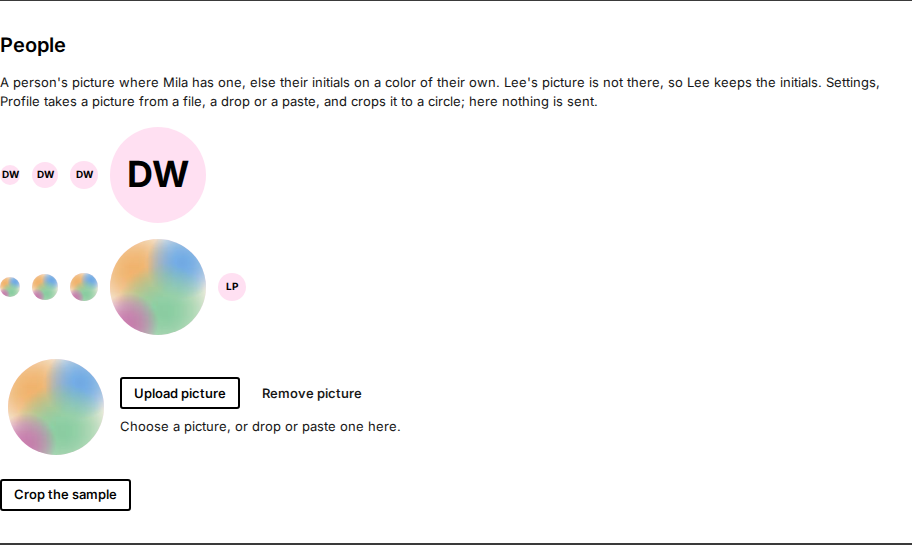 People
A person's picture where Mila has one, else their initials on a color of their own. Lee's picture is not there, so Lee keeps the initials. Settings,
Profile takes a picture from a file, a drop or a paste, and crops it to a circle; here nothing is sent.
DW DW DW DW
LP
Upload picture Remove picture
Choose a picture, or drop or paste one here.
Crop the sample